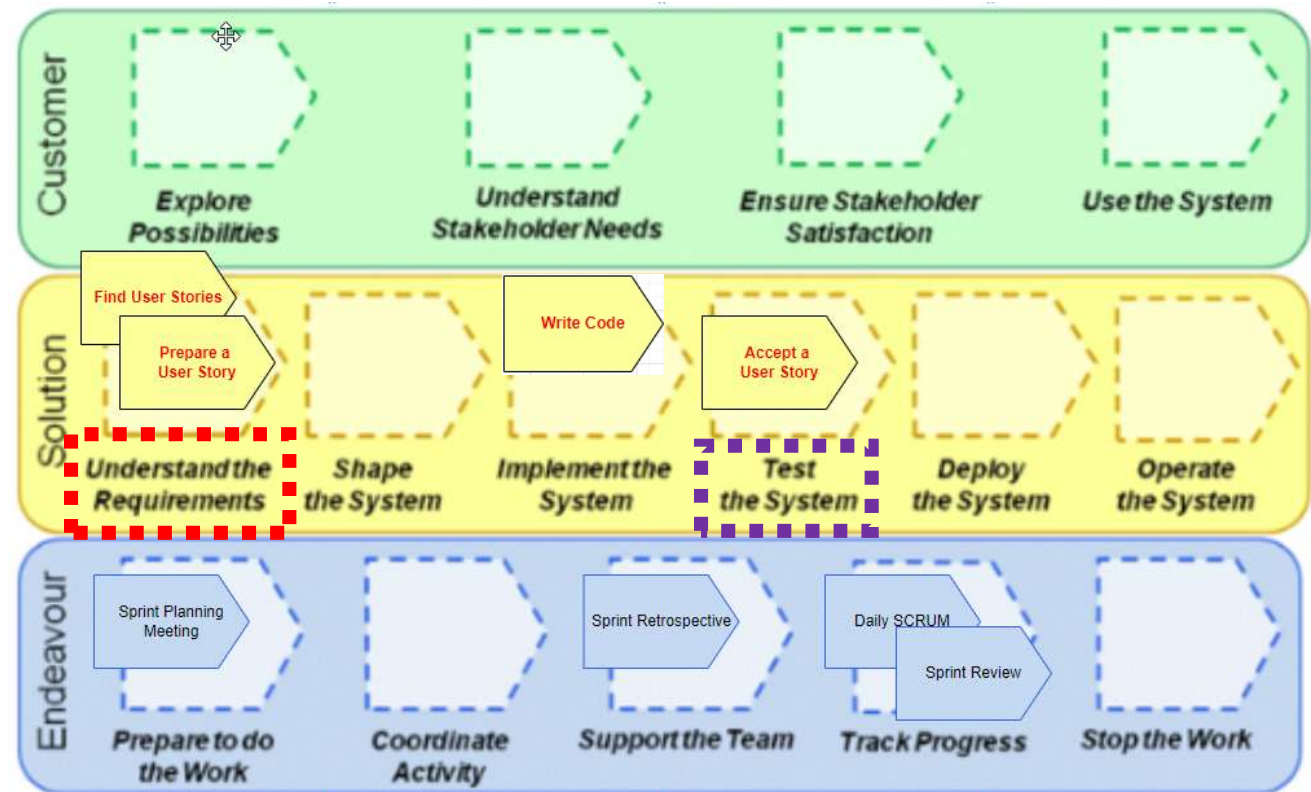 Customer
Explore
Possibilities
Understand
Stakeholder Needs
Ensure Stakeholder
Satisfaction
Use the System
Solution
Find User Stories
Prepare a
User Story
Write Code
Accept a
User Story
Understand the
Requirements
Shape
the System
Implement the
System
Test
the System
Deploy
the System
Operate
the System
Endeavour
Sprint Planning
Meeting
Sprint Retrospective
Daily SCRUM
Sprint Review
Prepare to do
the Work
Coordinate
Activity
Support the Team
Track Progress
Stop the Work